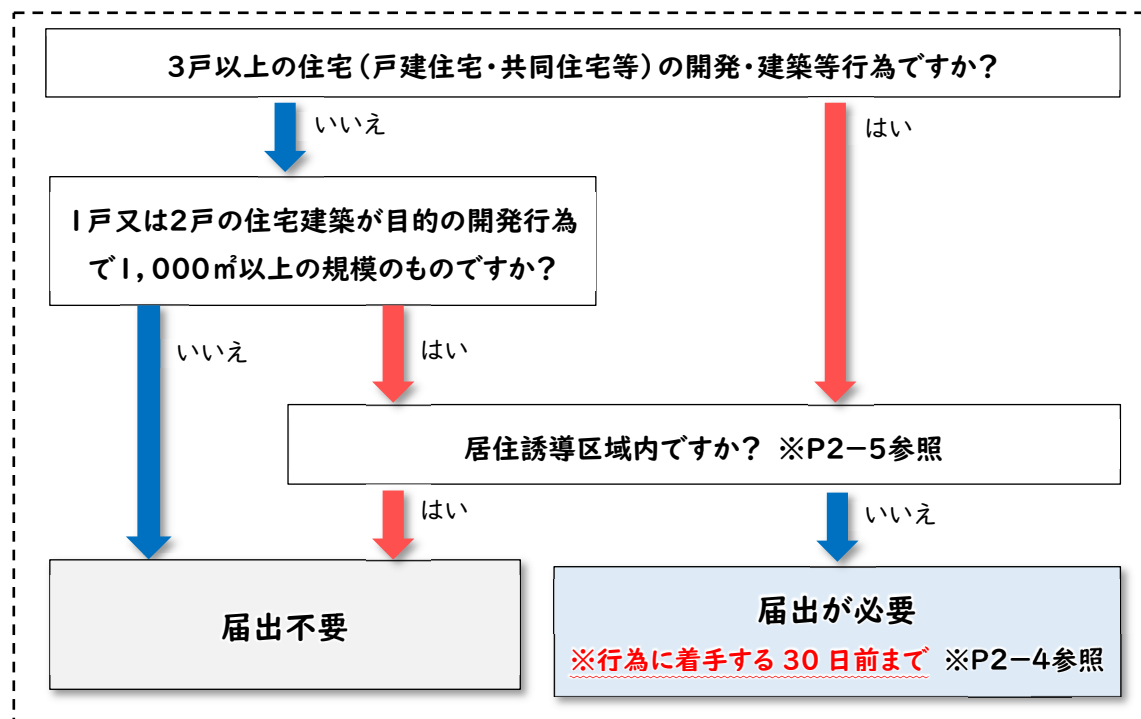 3戸以上の住宅(戸建住宅・共同住宅等)の開発・建築等行為ですか?
いいえ
はい
1戸又は2戸の住宅建築が目的の開発行為
で1,000㎡以上の規模のものですか?
いいえ
はい
居住誘導区域内ですか? ※P2-5参照
はい
いいえ
届出不要
届出が必要
※行為に着手する 30 日前まで ※P2-4参照